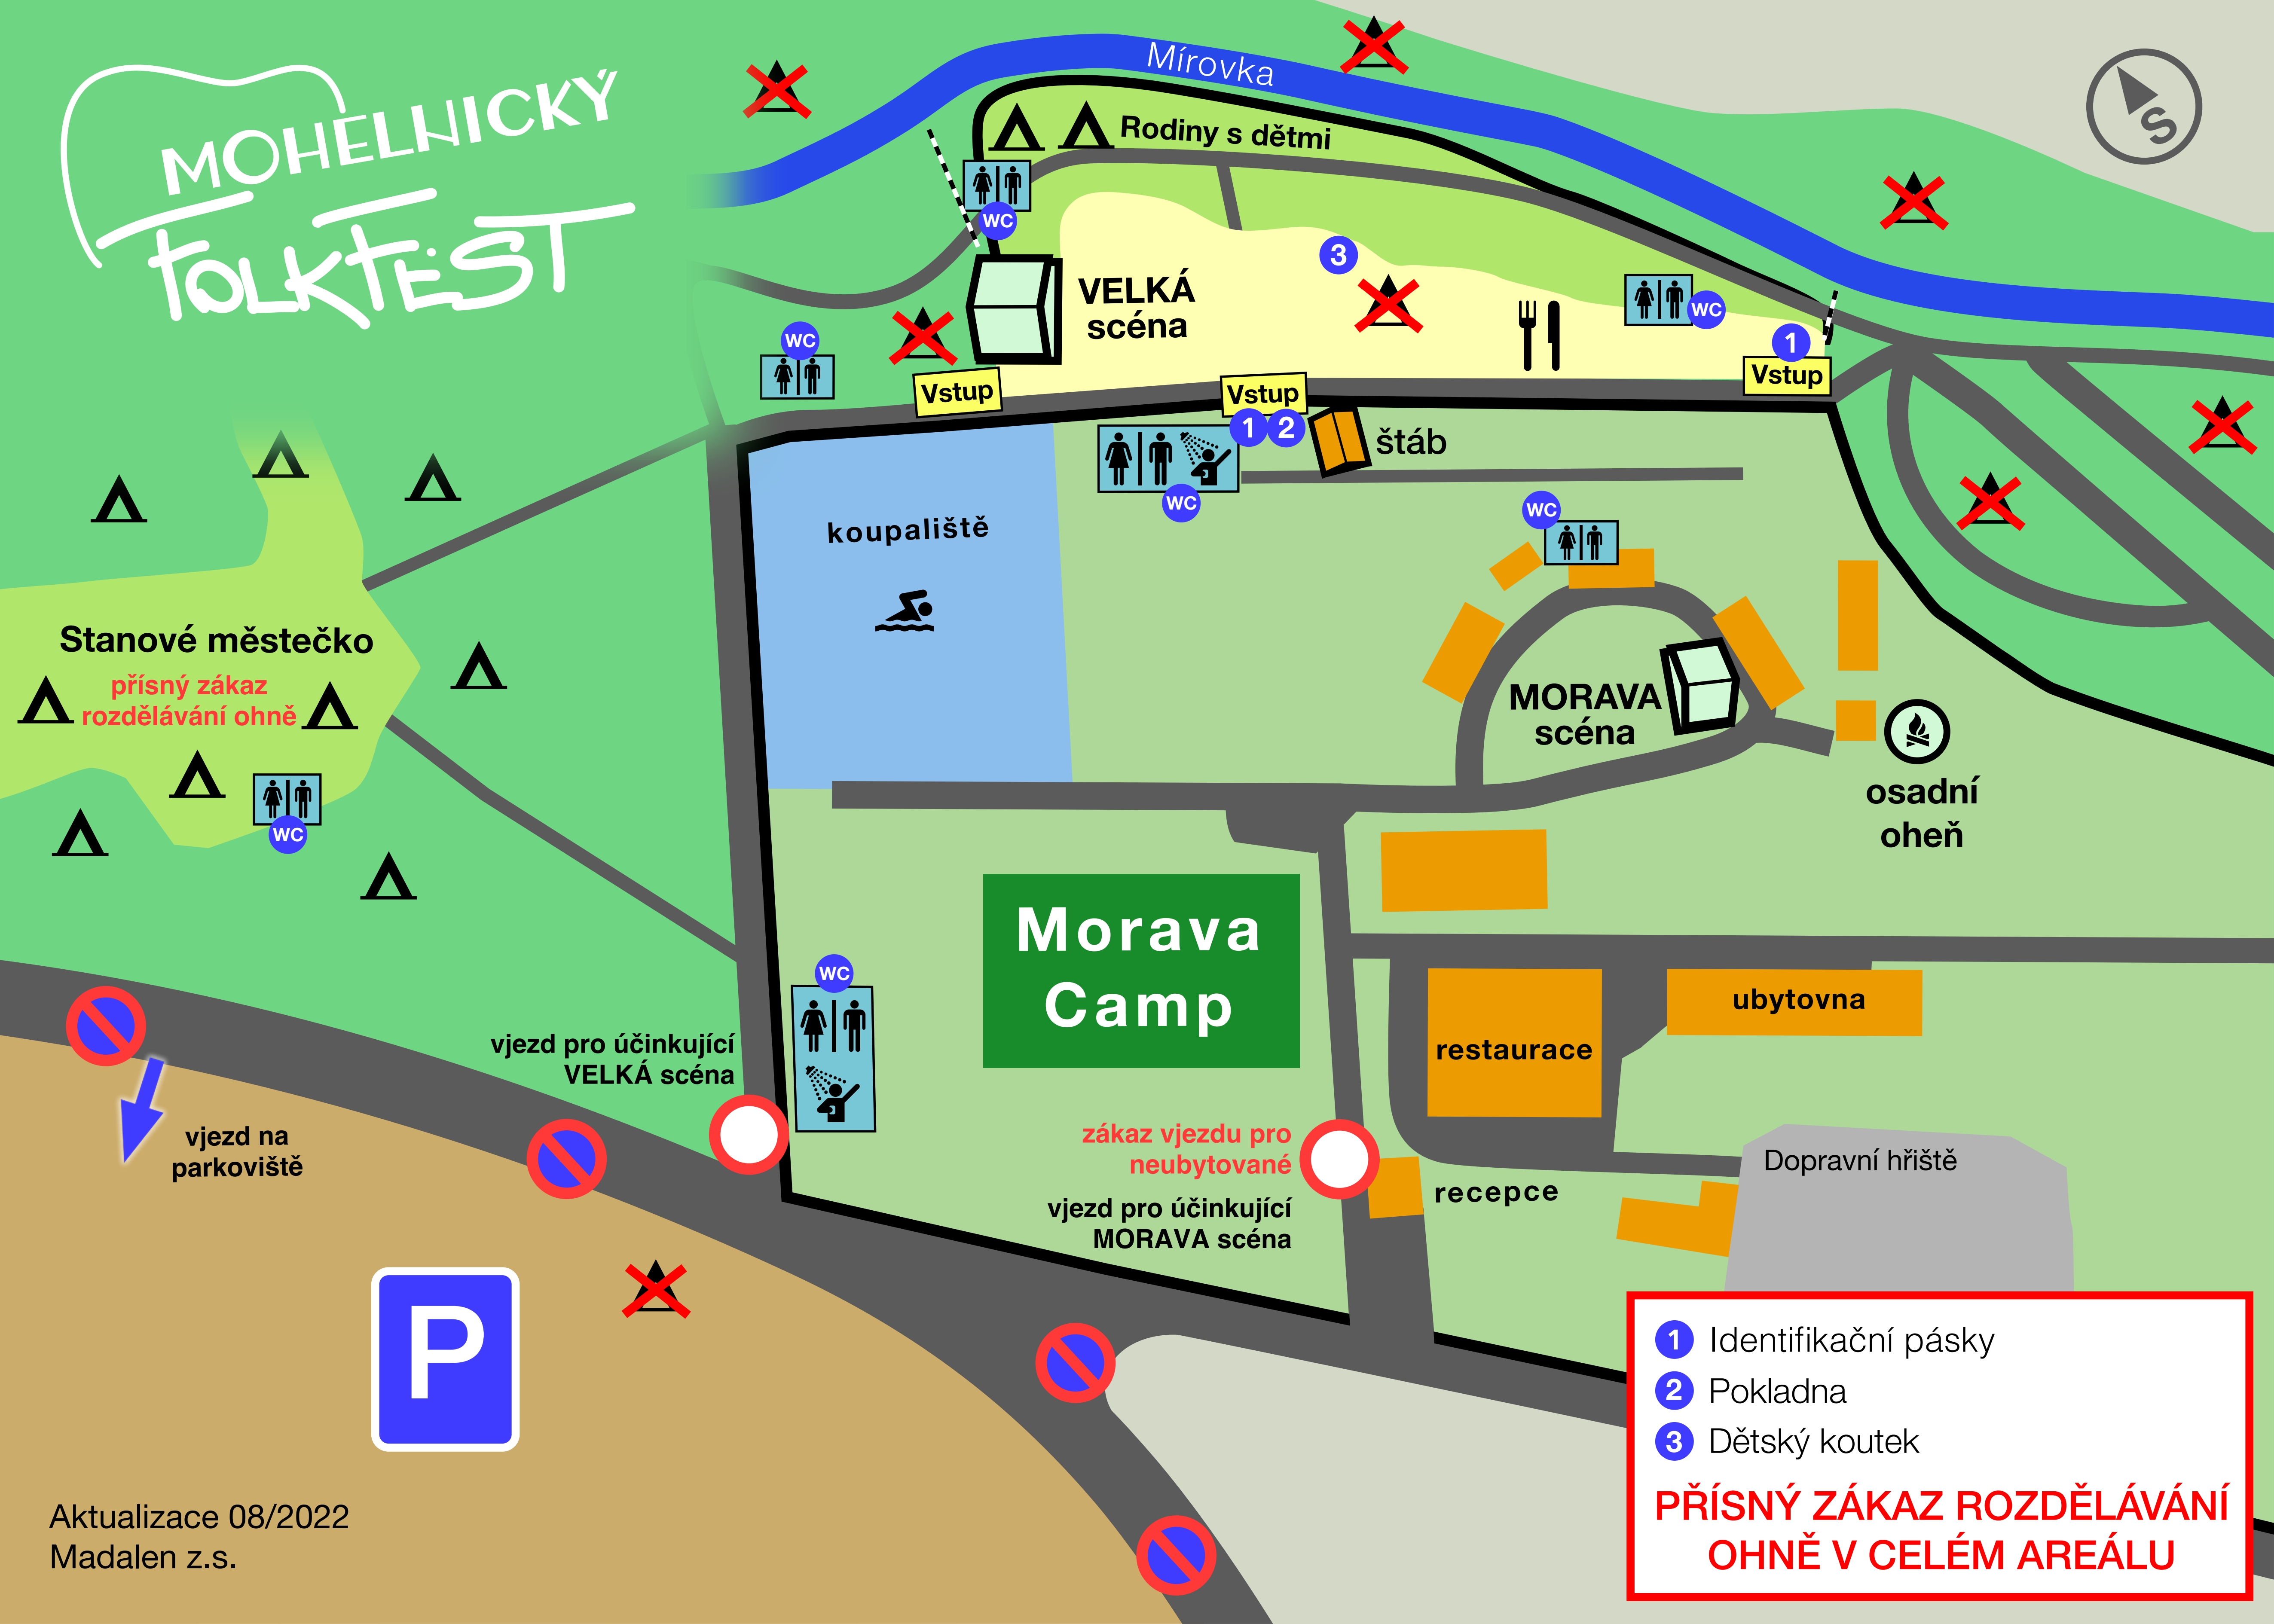 MOHELNICKÝ
FOLKFEST
Mírovka
S
Rodiny s dětmi
WC
3
VELKÁ
scéna
WC
WC
1
Vstup
Vstup
Vstup
1 2
štáb
WC
WC
koupaliště
Stanové městečko
přísný zákaz
rozdělávání ohně
MORAVA
scéna
osadní
oheň
WC
Morava
Camp
WC
restaurace
ubytovna
vjezd pro účinkující
VELKÁ scéna
vjezd na
parkoviště
zákaz vjezdu pro
neubytované
vjezd pro účinkující
MORAVA scéna
recepce
Dopravní hřiště
P
1 Identifikační pásky
2 Pokladna
3 Dětský koutek
PŘÍSNÝ ZÁKAZ ROZDĚLÁVÁNÍ
OHNĚ V CELÉM AREÁLU
Aktualizace 08/2022
Madalen z.s.